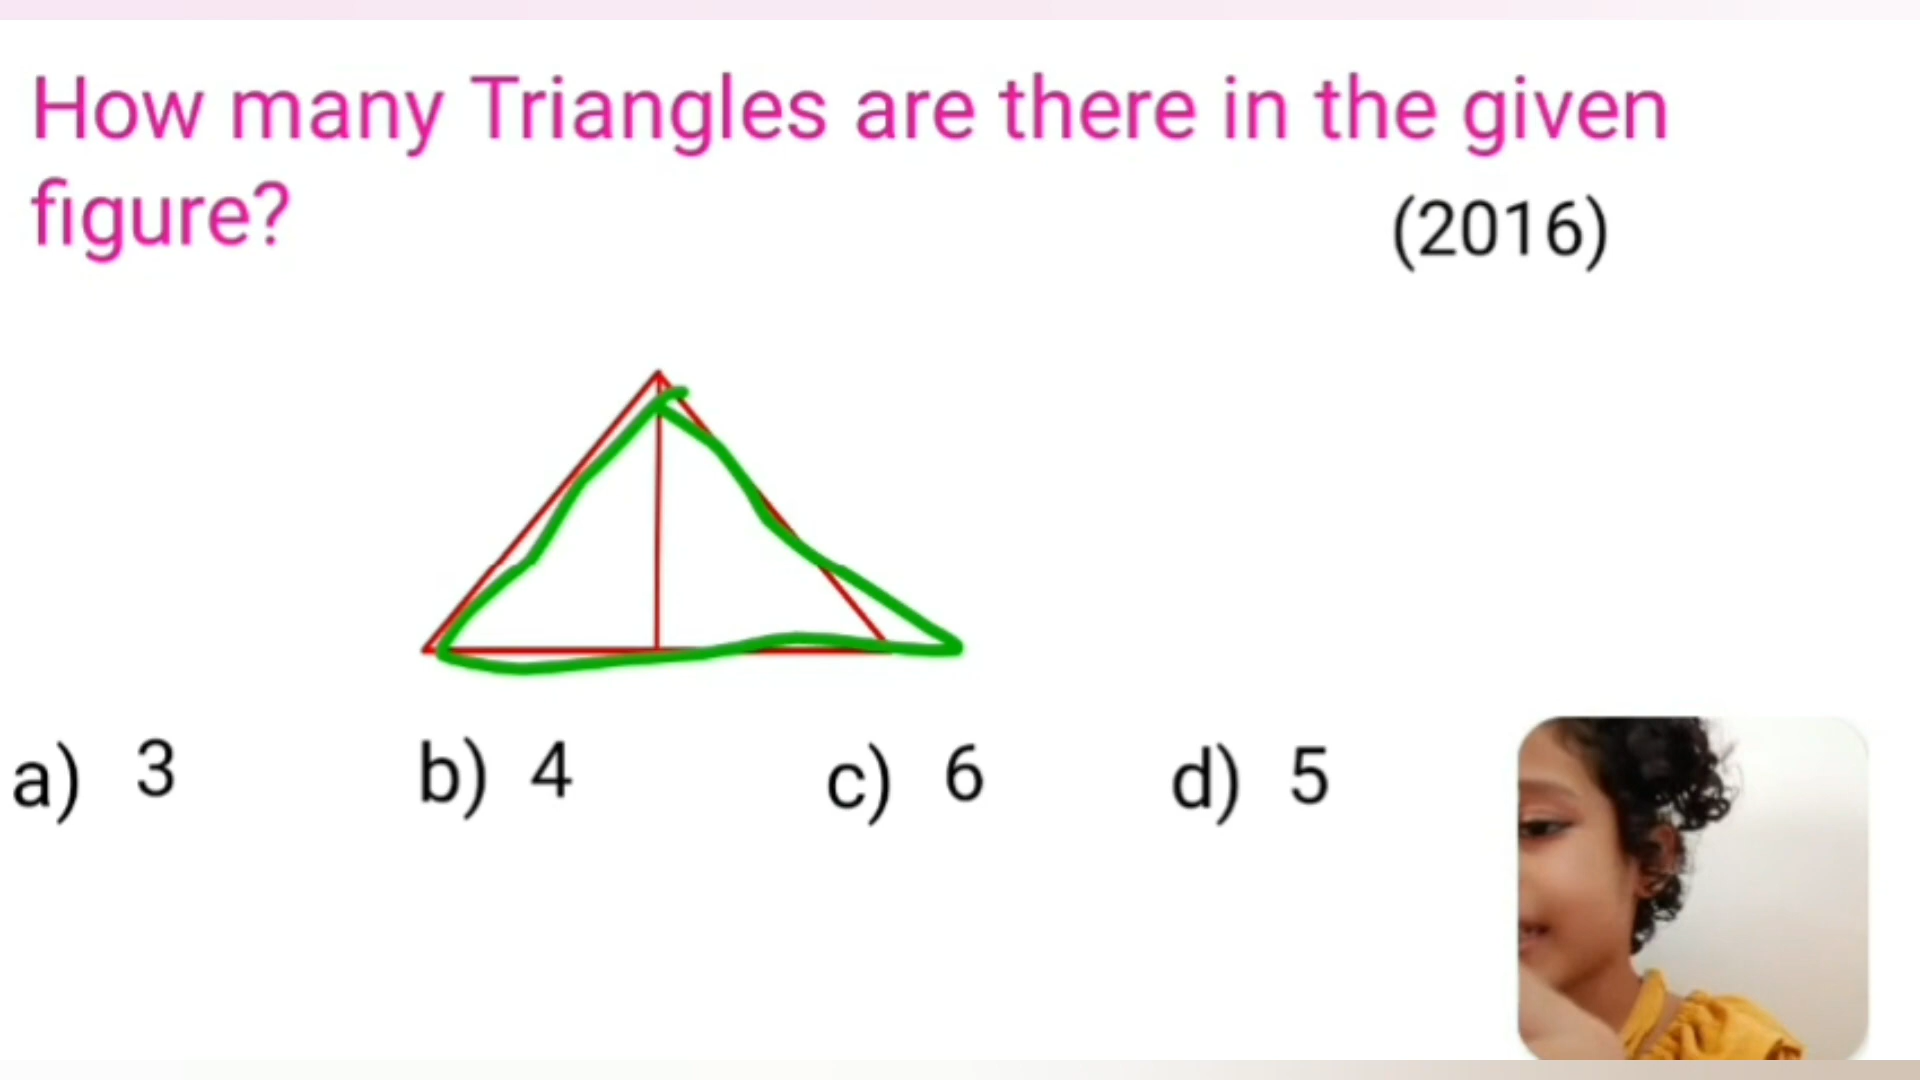 How many Triangles are there in the given
figure?
(2016)
a) 3 b) 4 c) 6 d) 5